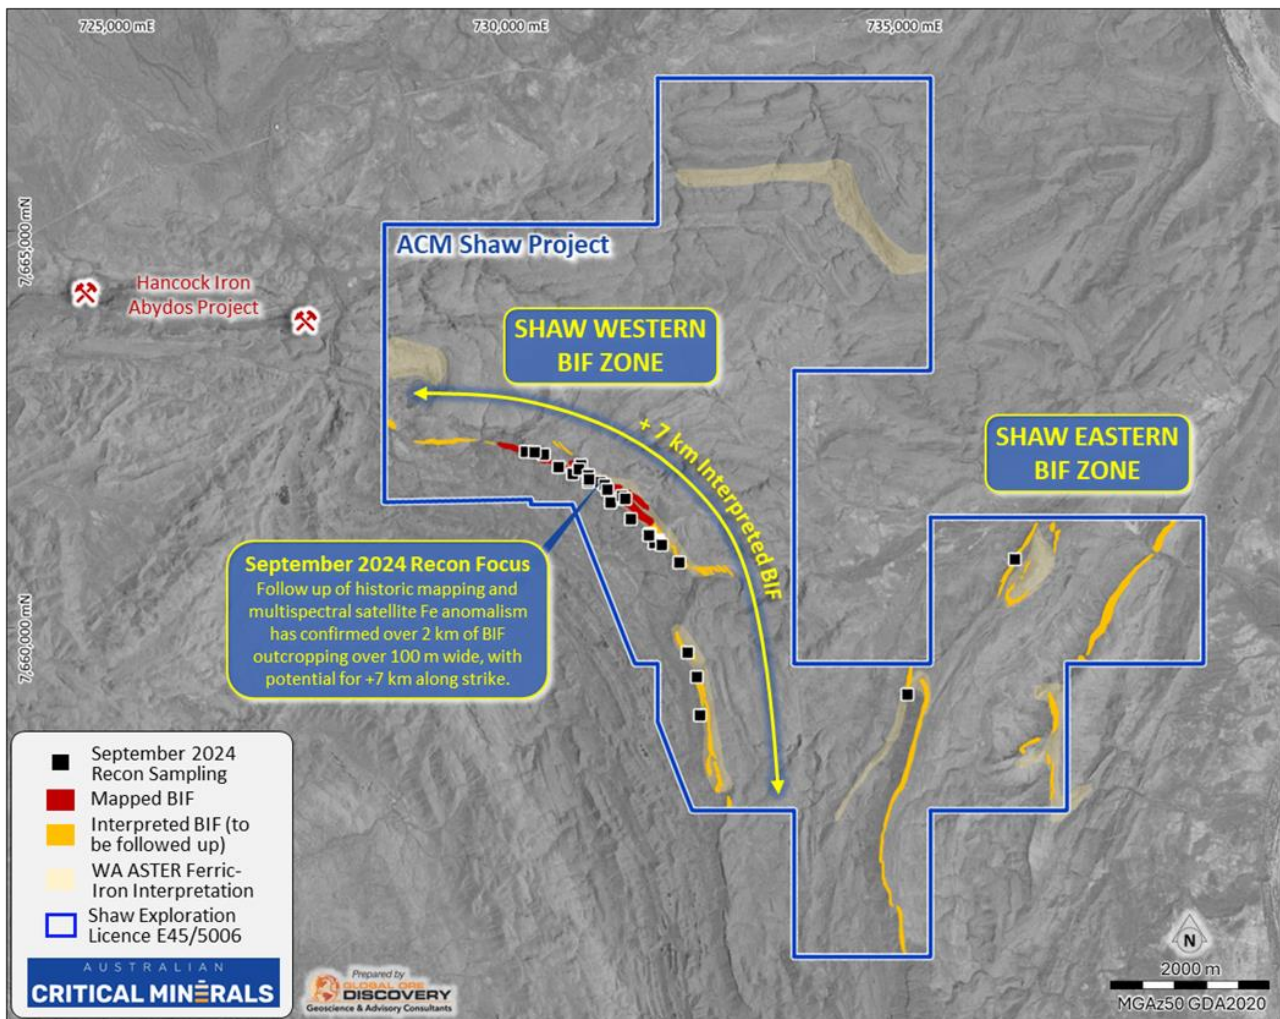 725,000 mE
730,000 mE
735,000 mE
7,665,000 mN
7,660,000 mN
ACM Shaw Project
Hancock Iron
Abydos Project
SHAW WESTERN
BIF ZONE
+ 7 km Interpreted BIF
SHAW EASTERN
BIF ZONE
September 2024 Recon Focus
Follow up of historic mapping and
multispectral satellite Fe anomalism
has confirmed over 2 km of BIF
outcropping over 100 m wide, with
potential for +7 km along strike.
September 2024
Recon Sampling
Mapped BIF
Interpreted BIF (to
be followed up)
WA ASTER Ferric-
Iron Interpretation
Shaw Exploration
Licence E45/5006
AUSTRALIAN
CRITICAL MINERALS
Prepared by
GLOBAL ORE
DISCOVERY
Geoscience & Advisory Consultants
N
2000 m
MGAz50 GDA2020